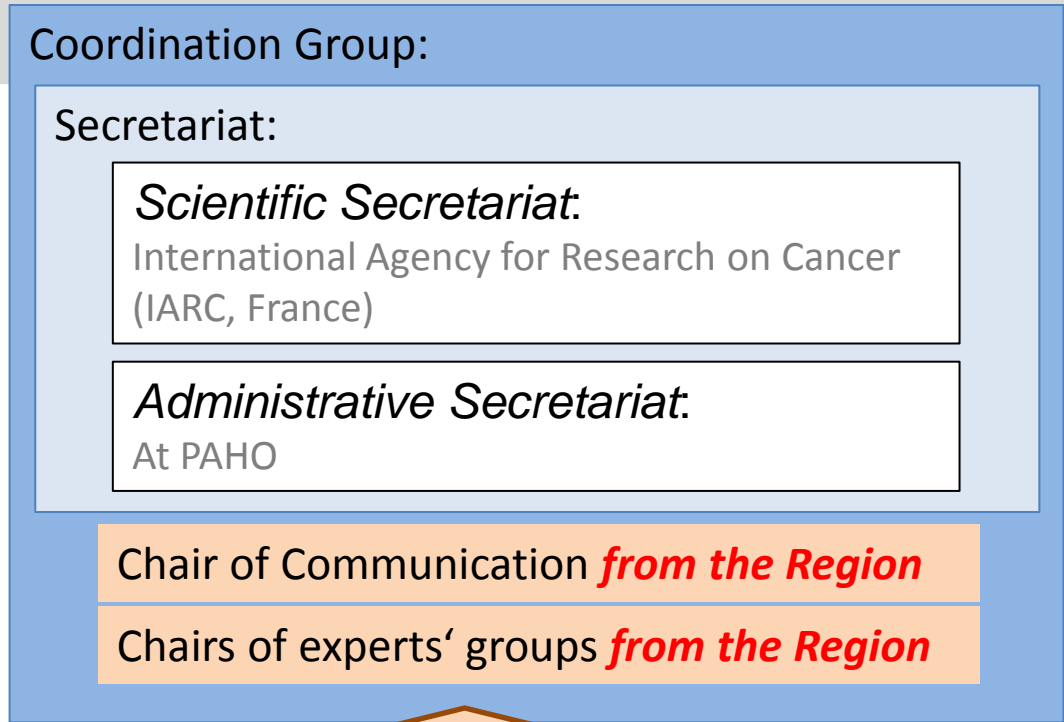 Coordination Group:
Secretariat:
Scientific Secretariat:
International Agency for Research on Cancer
(IARC, France)
Administrative Secretariat:
At PAHO
Chair of Communication from the Region
Chairs of experts‘ groups from the Region